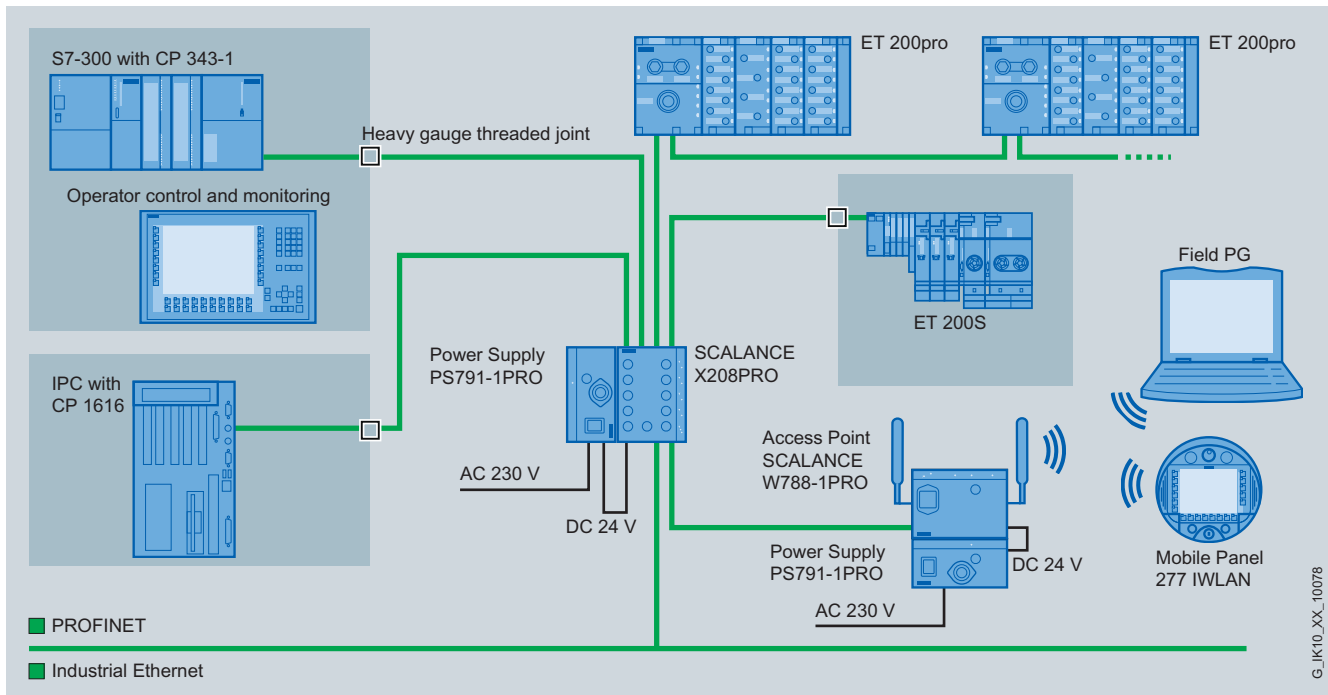 S7-300 with CP 343-1
ET 200pro
ET 200pro
Heavy gauge threaded joint
Operator control and monitoring
Field PG
ET 200S
Power Supply
PS791-1PRO
SCALANCE
X208PRO
IPC with
CP 1616
Access Point
SCALANCE
W788-1PRO
AC 230 V
DC 24 V
Power Supply
PS791-1PRO
DC 24 V
Mobile Panel
277 IWLAN
AC 230 V
PROFINET
Industrial Ethernet
G_IK10_XX_10078